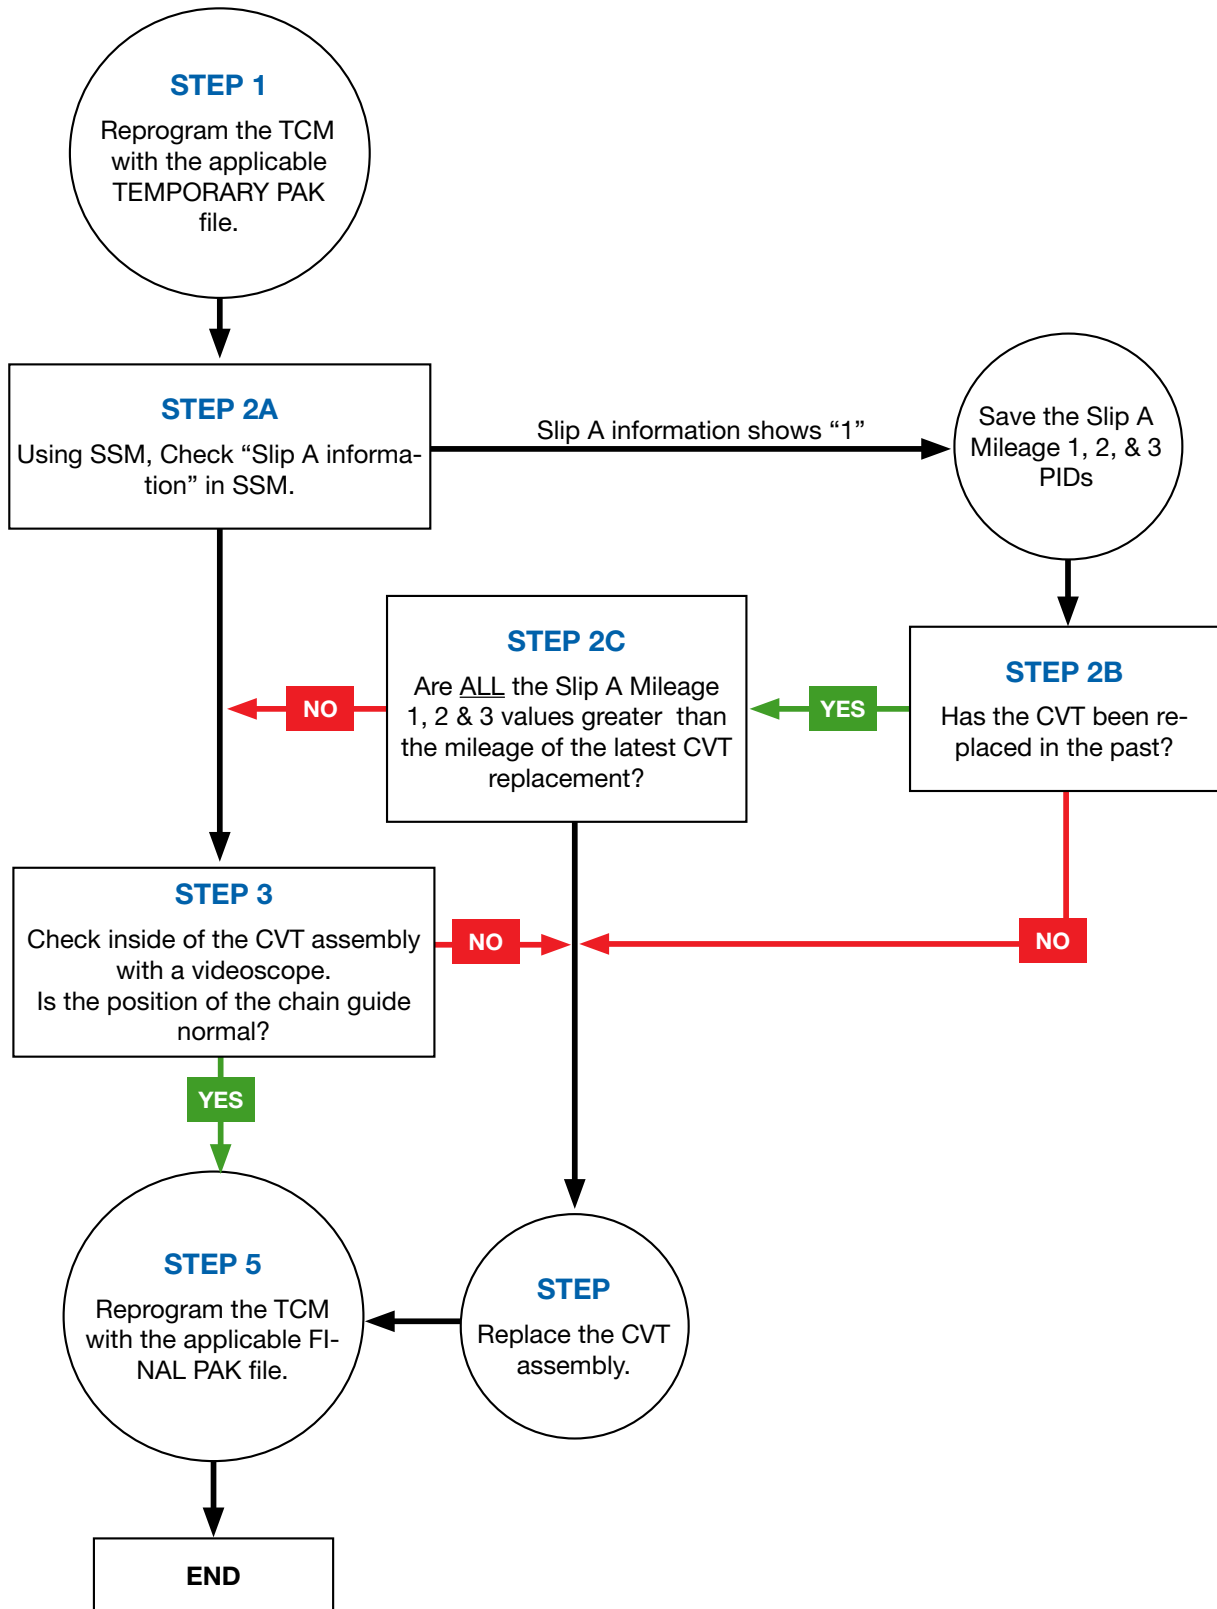 STEP 1
Reprogram the TCM
with the applicable
TEMPORARY PAK
file.
STEP 2A
Using SSM, Check “Slip A informa-
tion” in SSM.
Slip A information shows “1”
Save the Slip A
Mileage 1, 2, & 3
PIDs
STEP 2B
Has the CVT been re-
placed in the past?
YES
NO
STEP 2C
Are ALL the Slip A Mileage
1, 2 & 3 values greater than
the mileage of the latest CVT
replacement?
NO
STEP 3
Check inside of the CVT assembly
with a videoscope.
Is the position of the chain guide
normal?
NO
YES
STEP
Replace the CVT
assembly.
STEP 5
Reprogram the TCM
with the applicable FI-
NAL PAK file.
END